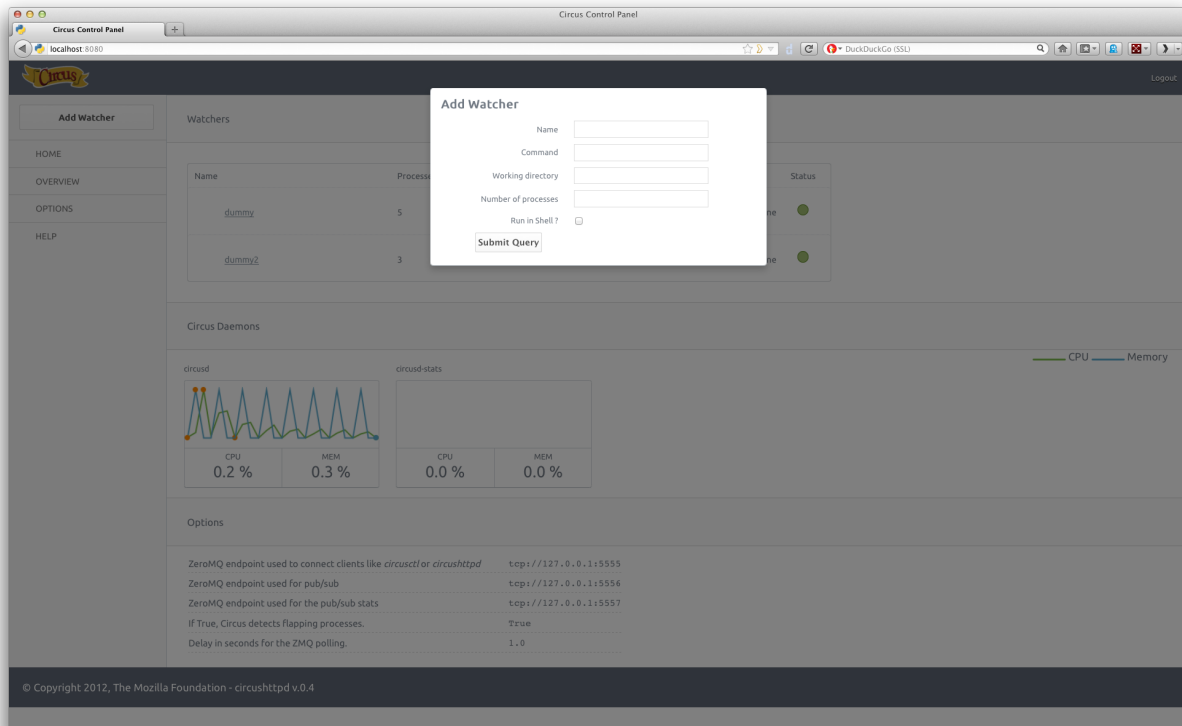 Circus Control Panel
Circus Control Panel
localhost:8080
DuckDuckGo (SSL)
Circus
Logout
Add Watcher
HOME
OVERVIEW
OPTIONS
HELP
Add Watcher
Name
Command
Working directory
Number of processes
Run in Shell ?
Submit Query
Watchers
Name Status
dummy 5
dummy2 3
Circus Daemons
CPU Memory
circusd circusd-stats
CPU MEM CPU MEM
0.2 % 0.3 % 0.0 % 0.0 %
Options
ZeroMQ endpoint used to connect clients like circusctl or circushttpd tcp://127.0.0.1:5555
ZeroMQ endpoint used for pub/sub tcp://127.0.0.1:5556
ZeroMQ endpoint used for the pub/sub stats tcp://127.0.0.1:5557
If True, Circus detects flapping processes. True
Delay in seconds for the ZMQ polling. 1.0
© Copyright 2012, The Mozilla Foundation - circushttpd v.0.4